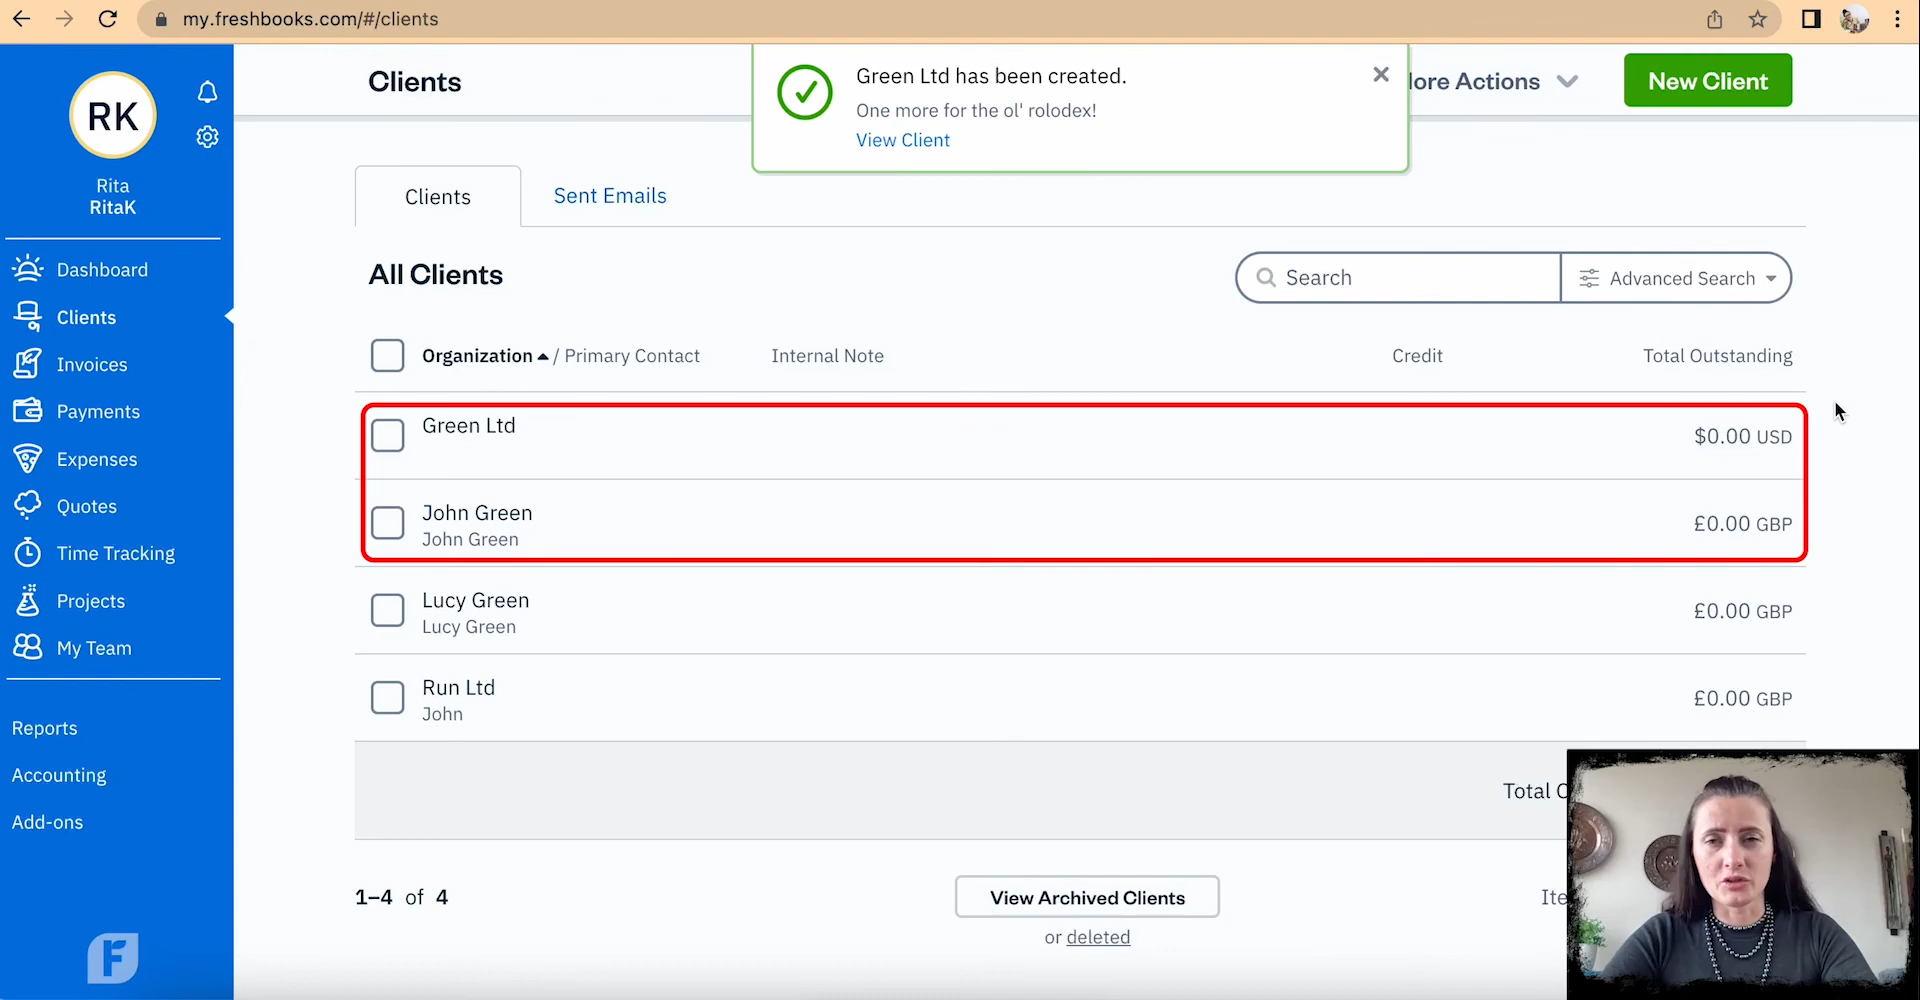 my.freshbooks.com/#/clients
RK
Rita
RitaK
Dashboard
Clients
Invoices
Payments
Expenses
Quotes
Time Tracking
Projects
My Team
Reports
Accounting
Add-ons
Clients
Green Ltd has been created.
One more for the ol' rolodex!
View Client
Actions
New Client
Clients
Sent Emails
All Clients
Search
Advanced Search
Organization / Primary Contact
Internal Note
Credit
Total Outstanding
Green Ltd
$0.00 USD
John Green
John Green
£0.00 GBP
Lucy Green
Lucy Green
£0.00 GBP
Run Ltd
John
£0.00 GBP
Total
1–4 of 4
View Archived Clients
or deleted